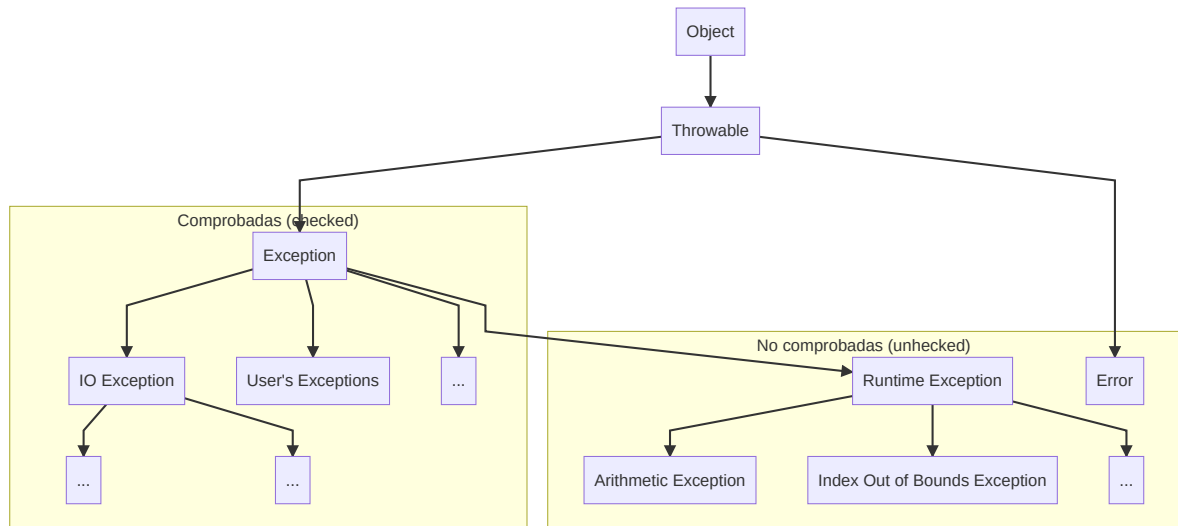 Object
Throwable
Comprobadas (checked)
Exception
No comprobadas (unhecked)
IO Exception
User's Exceptions
...
Runtime Exception
Error
...
...
Arithmetic Exception
Index Out of Bounds Exception
...